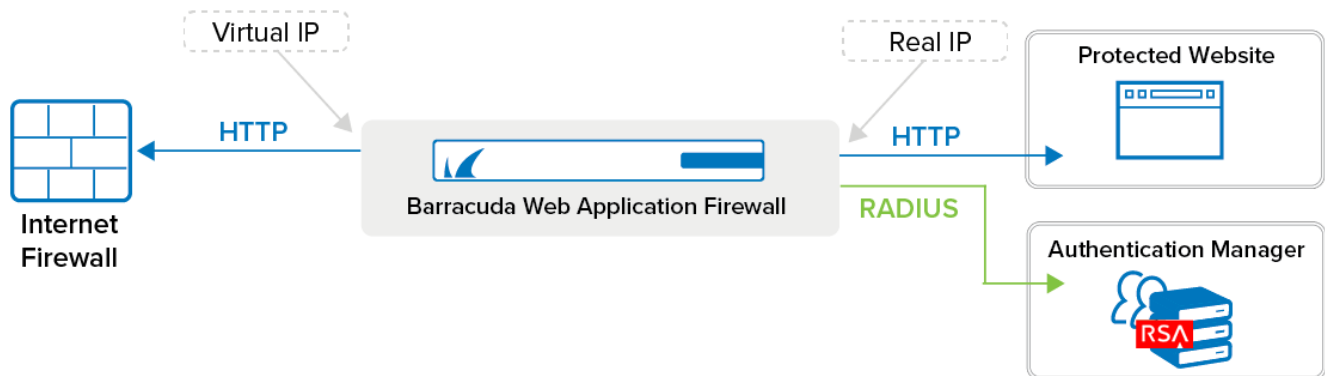 Virtual IP
Real IP
Protected Website
HTTP
HTTP
Barracuda Web Application Firewall
RADIUS
Internet
Firewall
Authentication Manager
RSA